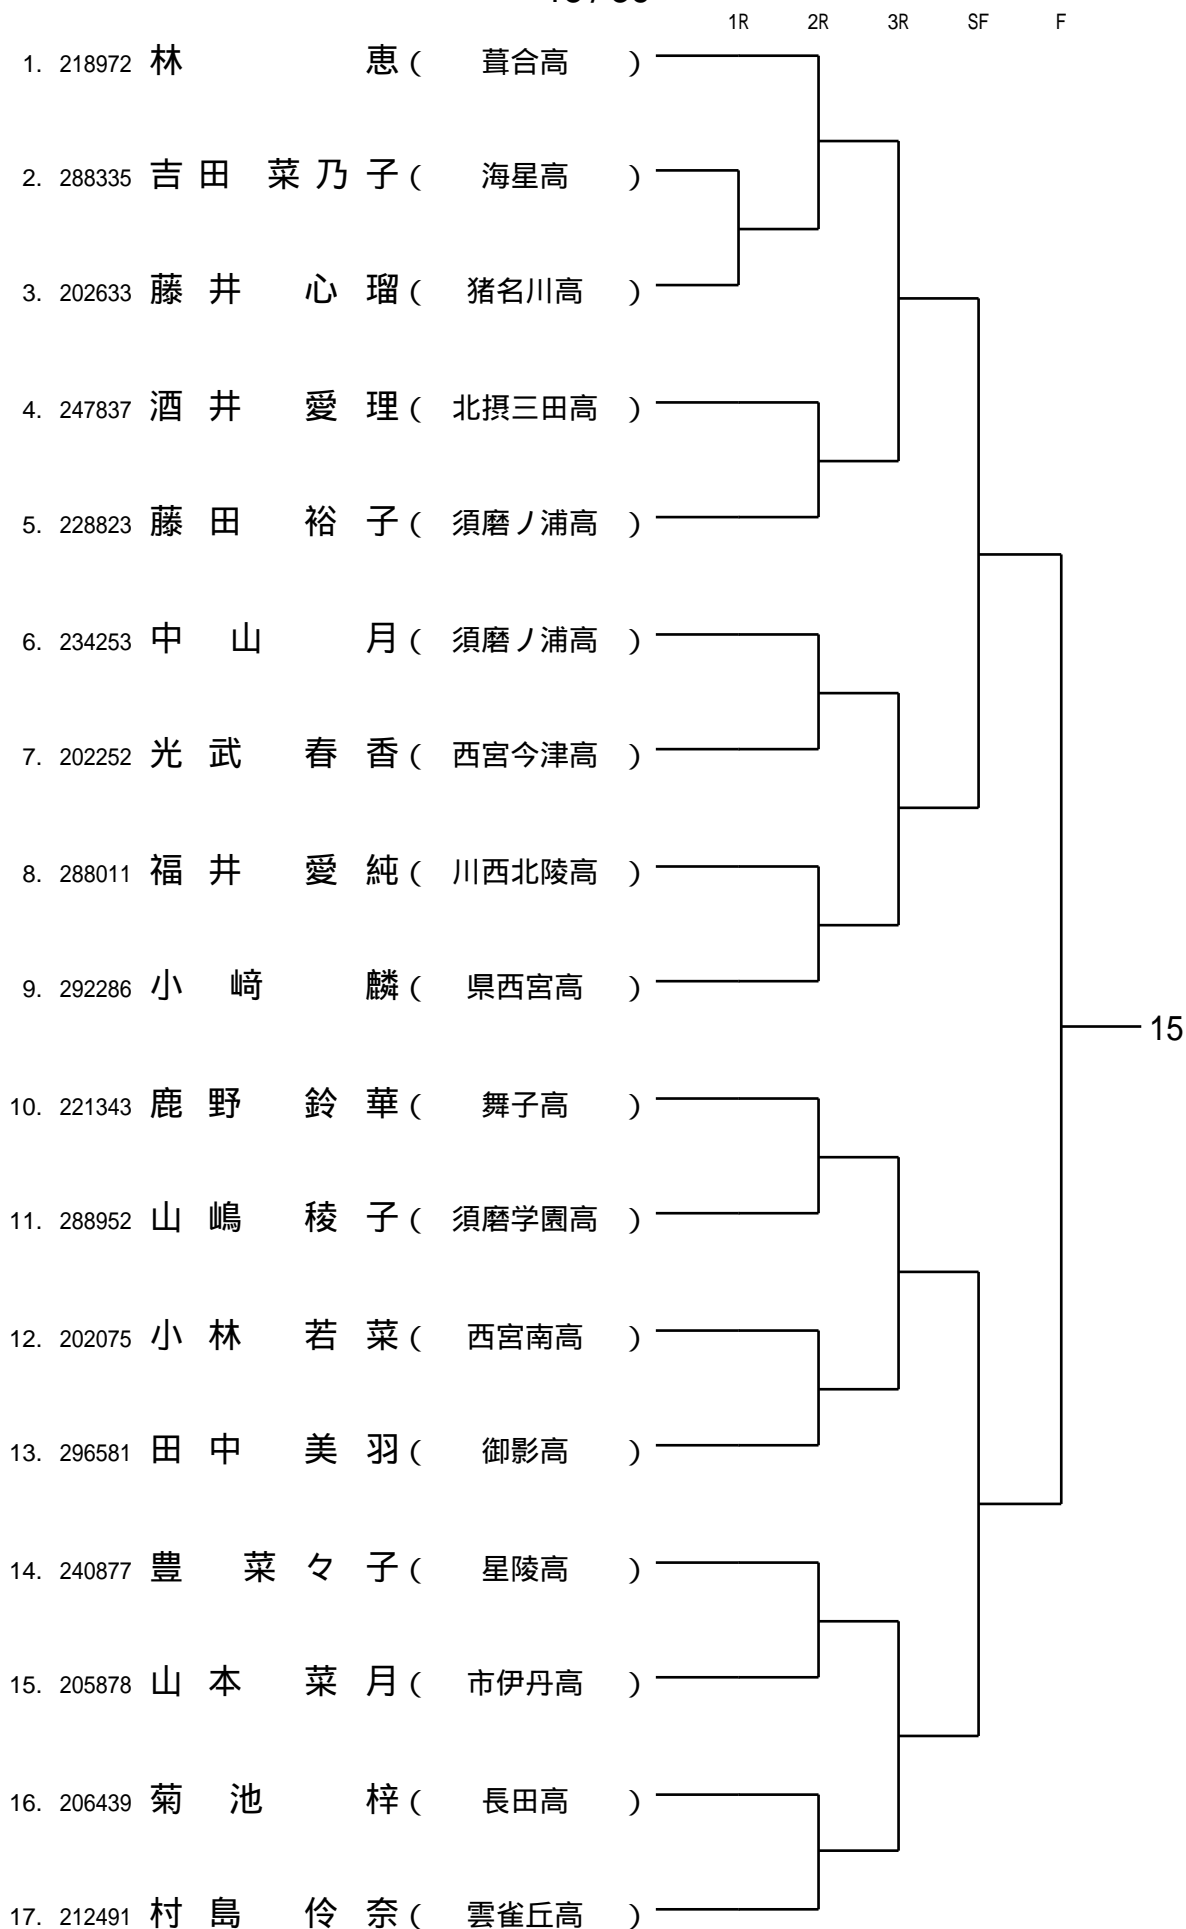 1R 2R 3R SF F
1. 218972 林 恵 ( 葺合高 )
2. 288335 吉田 菜乃子 ( 海星高 )
3. 202633 藤井 心瑠 ( 猪名川高 )
4. 247837 酒井 愛理 ( 北摂三田高 )
5. 228823 藤田 裕子 ( 須磨ノ浦高 )
6. 234253 中山 月 ( 須磨ノ浦高 )
7. 202252 光武 春香 ( 西宮今津高 )
8. 288011 福井 愛純 ( 川西北陵高 )
9. 292286 小﨑 麟 ( 県西宮高 )
15
10. 221343 鹿野 鈴華 ( 舞子高 )
11. 288952 山嶋 稜子 ( 須磨学園高 )
12. 202075 小林 若菜 ( 西宮南高 )
13. 296581 田中 美羽 ( 御影高 )
14. 240877 豊 菜々子 ( 星陵高 )
15. 205878 山本 菜月 ( 市伊丹高 )
16. 206439 菊池 梓 ( 長田高 )
17. 212491 村島 伶奈 ( 雲雀丘高 )